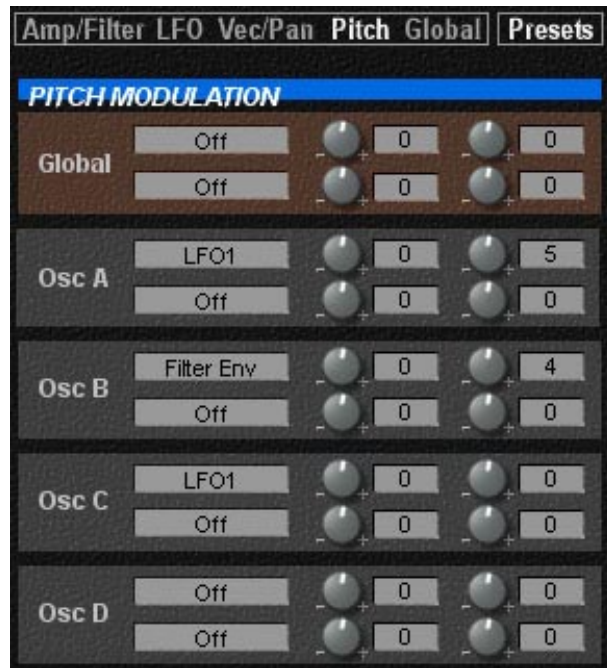 Amp/Filter LFO Vec/Pan Pitch Global Presets
PITCH MODULATION
Global
Off 0 0
Off 0 0
Osc A
LFO1 0 5
Off 0 0
Osc B
Filter Env 0 4
Off 0 0
Osc C
LFO1 0 0
Off 0 0
Osc D
Off 0 0
Off 0 0